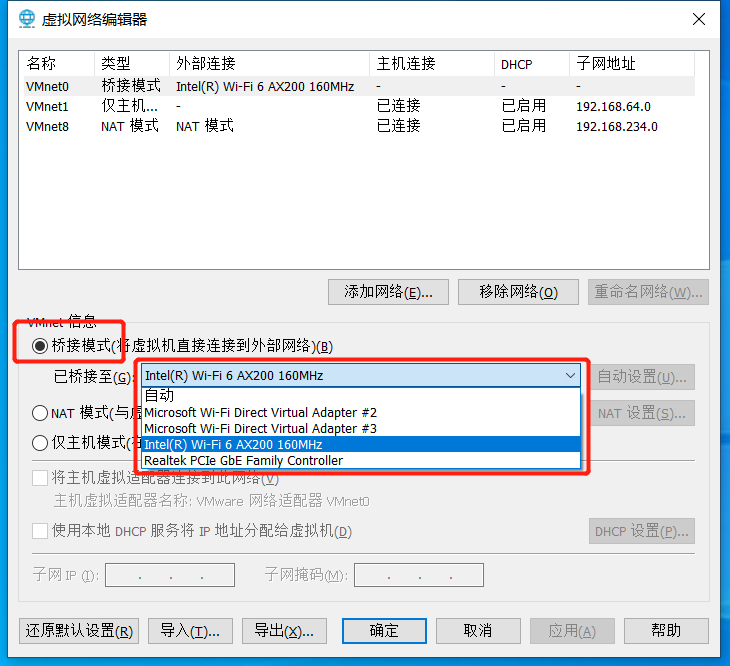 虚拟网络编辑器
名称 类型 外部连接 主机连接 DHCP 子网地址
VMnet0 桥接模式 Intel(R) Wi-Fi 6 AX200 160MHz - - -
VMnet1 仅主机... - 已连接 已启用 192.168.64.0
VMnet8 NAT 模式 NAT 模式 已连接 已启用 192.168.234.0
添加网络(E)... 移除网络(O) 重命名网络(W)...
VMnet 信息
桥接模式(将虚拟机直接连接到外部网络)(B)
已桥接至(G): Intel(R) Wi-Fi 6 AX200 160MHz 自动设置(U)...
自动
Microsoft Wi-Fi Direct Virtual Adapter #2
NAT 模式(与虚 NAT 设置(S)...
Microsoft Wi-Fi Direct Virtual Adapter #3
Intel(R) Wi-Fi 6 AX200 160MHz
仅主机模式(在
Realtek PCIe GbE Family Controller
将主机虚拟适配器连接到此网络(V)
主机虚拟适配器名称: VMware 网络适配器 VMnet0
使用本地 DHCP 服务将 IP 地址分配给虚拟机(D) DHCP 设置(P)...
子网 IP (I): . . . 子网掩码(M): . . .
还原默认设置(R) 导入(T)... 导出(X)... 确定 取消 应用(A) 帮助